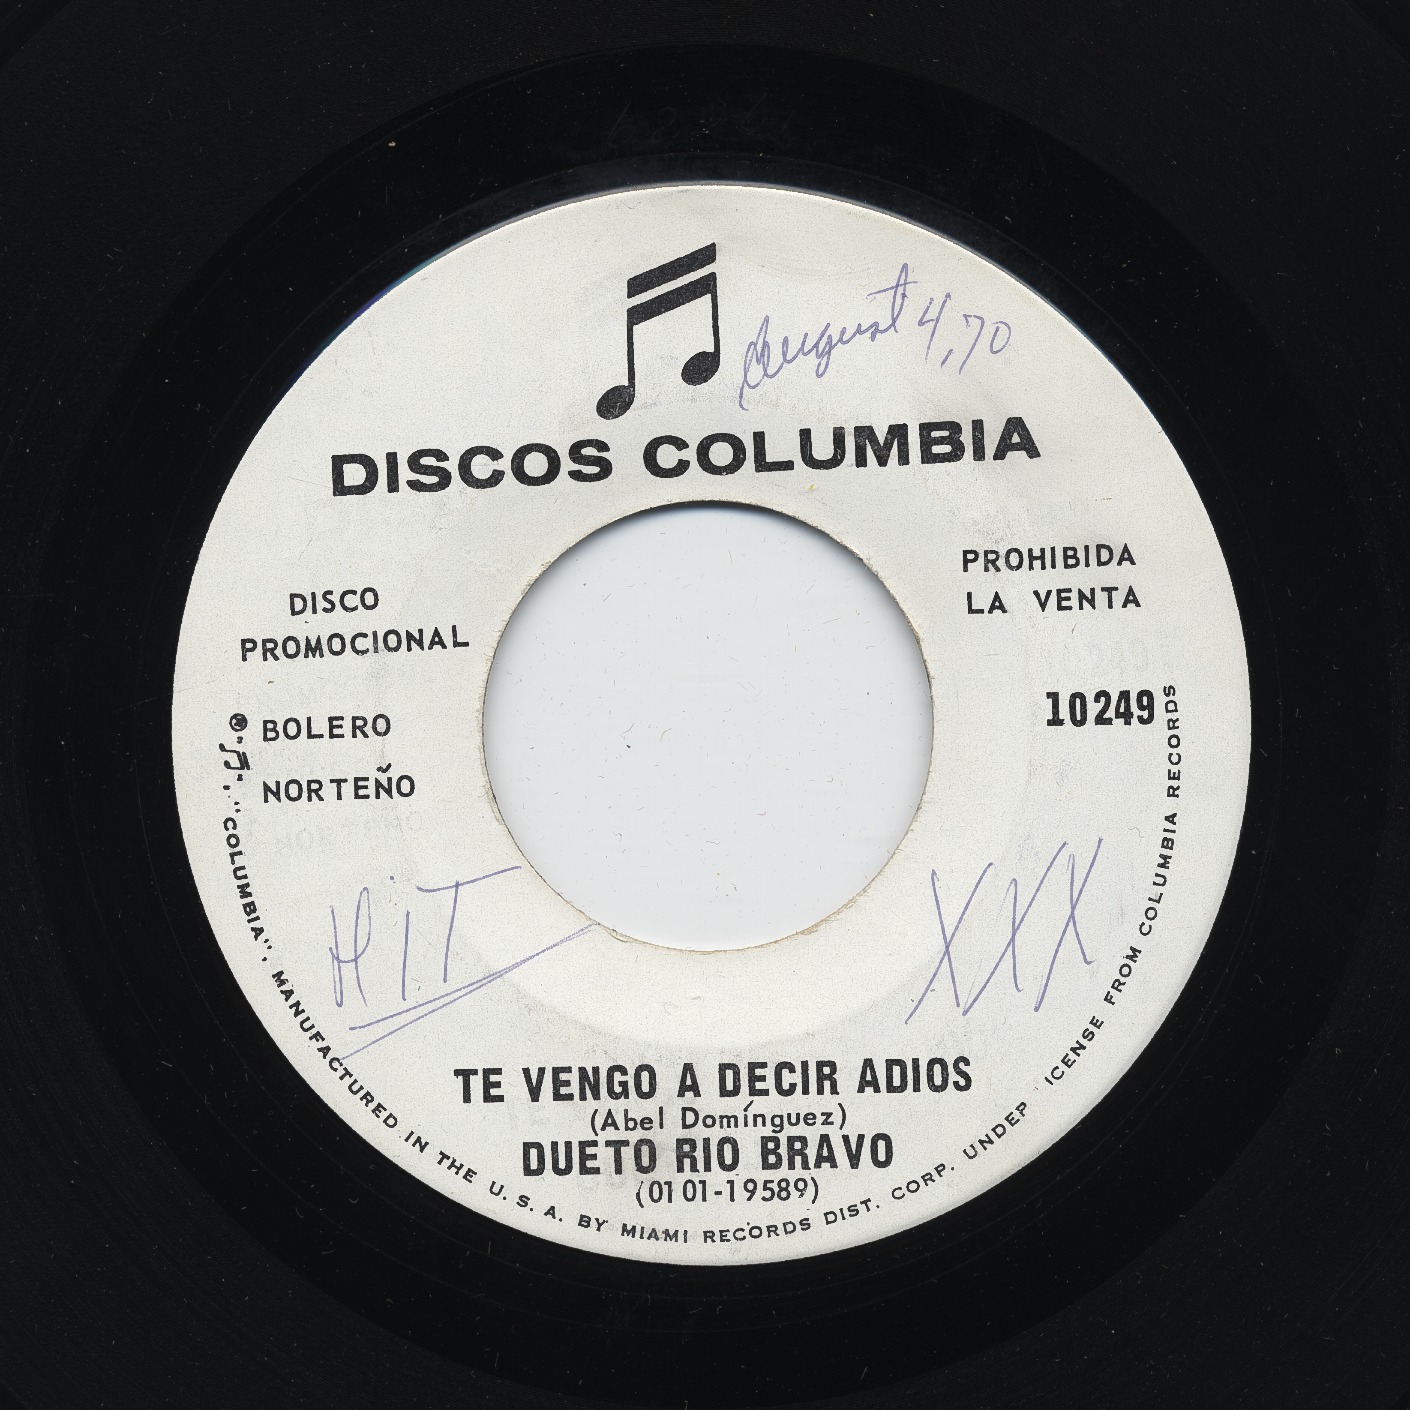 August 4, 70
DISCOS COLUMBIA
DISCO
PROMOCIONAL
PROHIBIDA
LA VENTA
BOLERO
NORTEÑO
10249
HIT
XXX
TE VENGO A DECIR ADIOS
(Abel Domínguez)
DUETO RIO BRAVO
(0101-19589)
"COLUMBIA", MANUFACTURED IN THE U. S. A. BY MIAMI RECORDS DIST. CORP. UNDEP ICENSE FROM COLUMBIA RECORDS